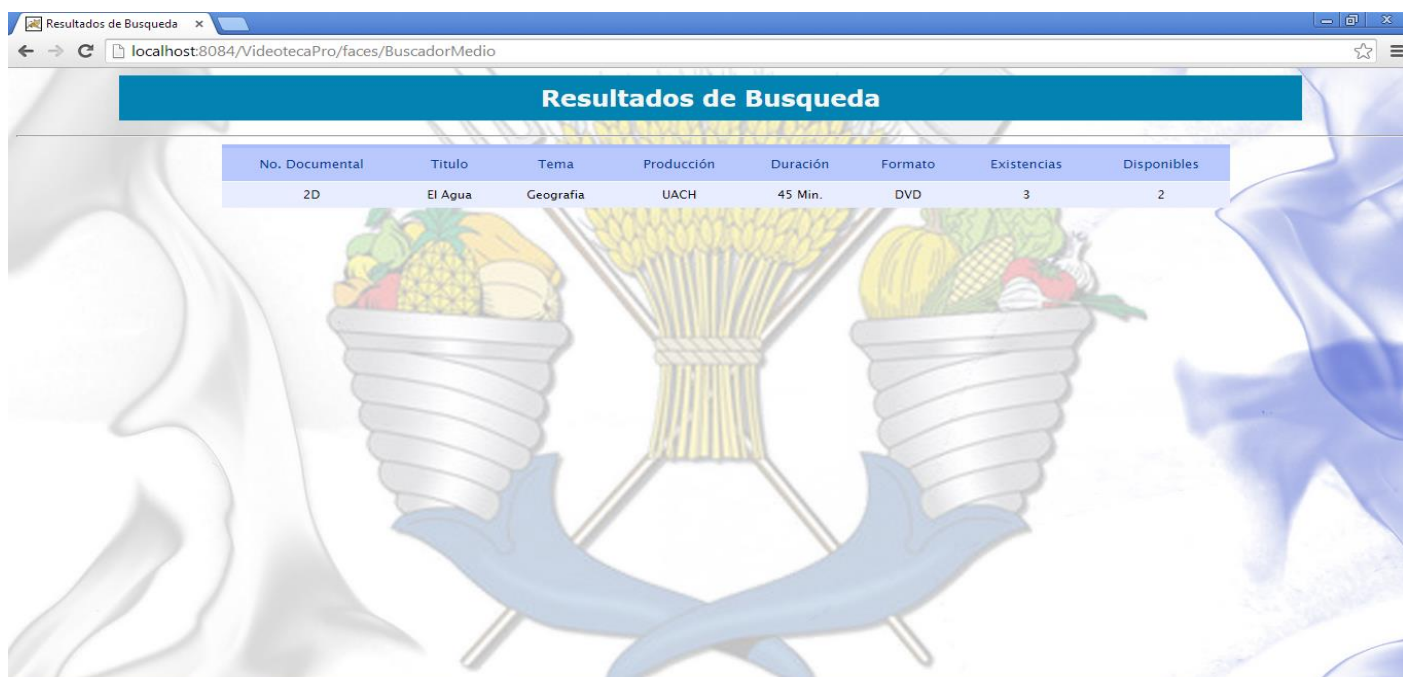 Resultados de Busqueda
localhost:8084/VideotecaPro/faces/BuscadorMedio
Resultados de Busqueda
No. Documental Titulo Tema Producción Duración Formato Existencias Disponibles
2D El Agua Geografia UACH 45 Min. DVD 3 2